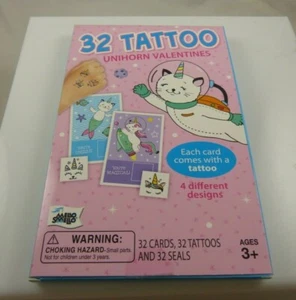 32 TATTOO
UNIHORN VALENTINES
Each card
comes with a
tattoo
4 different
designs
WARNING:
CHOKING HAZARD-Small parts.
Not for children under 3 years.
32 CARDS, 32 TATTOOS
AND 32 SEALS
AGES
3+